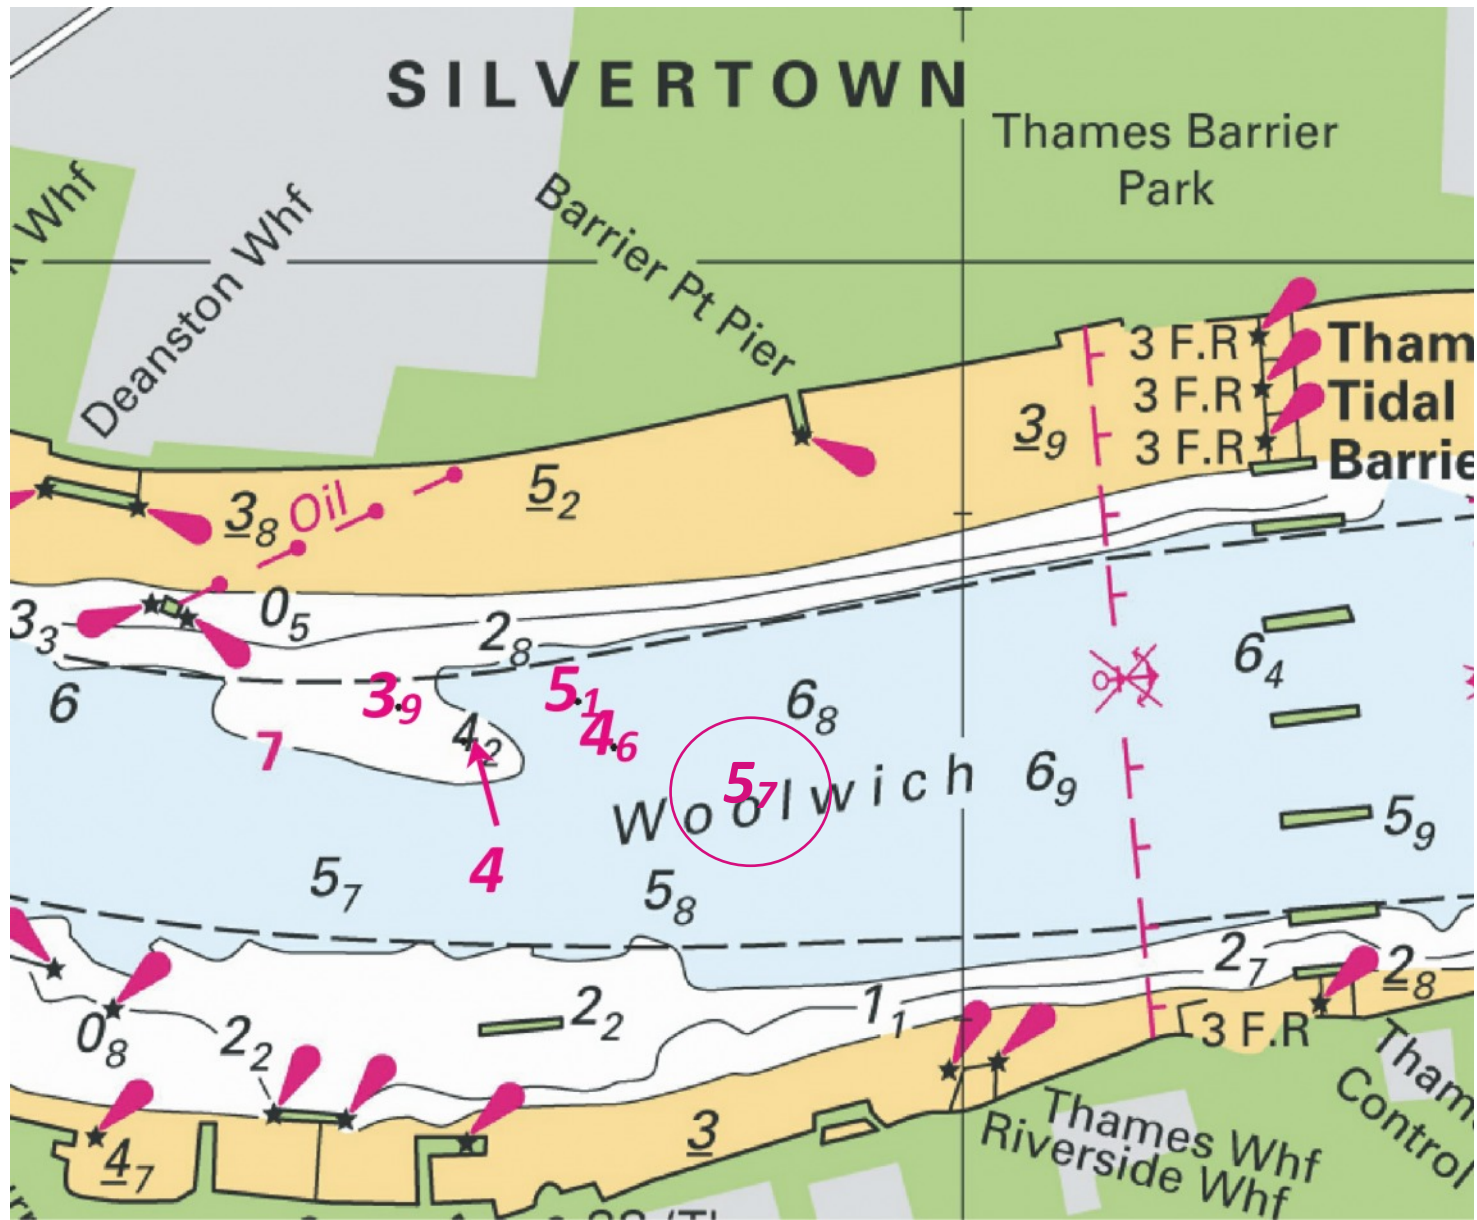 SILVERTOWN
Thames Barrier
Park
Whf
Deanston Whf
Barrier Pt Pier
3 F.R
3 F.R
3 F.R
Tham
Tidal
Barrie
3₉
5₂
3₈
Oil
0₅
3₃
2₈
6₄
6
3₉
5₁
4₆
6₈
7
4₂
5₇
Woolwich
6₉
5₉
4
5₇
5₈
2₇
2₈
2₂
1₁
0₈
2₂
3 F.R
Tham
Control
Thames Whf
Riverside Whf
3
4₇